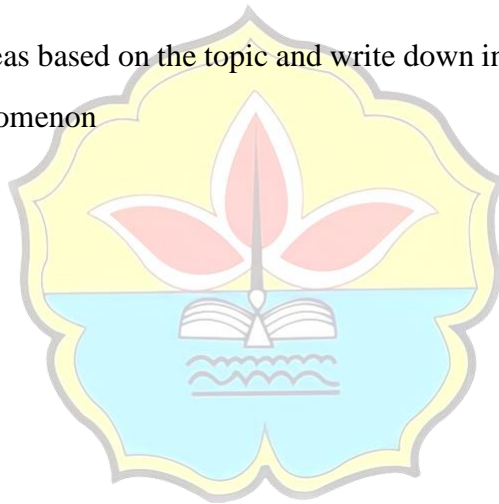 eas based on the topic and write down in
omenon